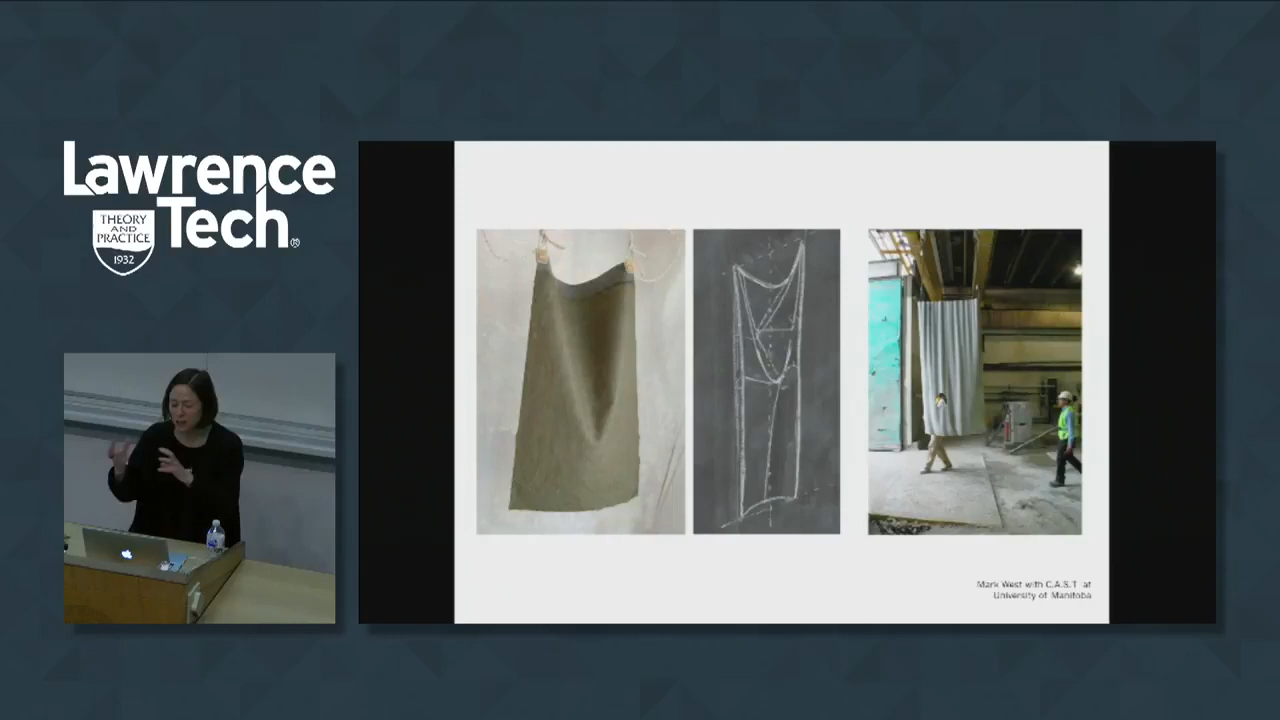 Lawrence
Tech®
THEORY
AND
PRACTICE
1932
Mark West with C.A.S.T at
University of Manitoba